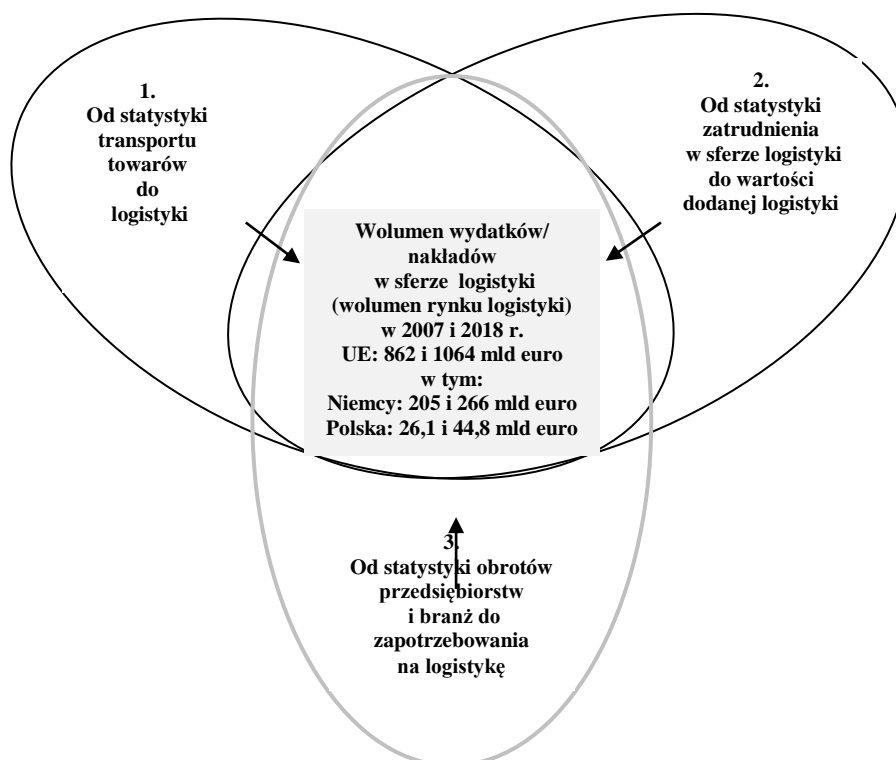 1.
Od statystyki
transportu
towarów
do
logistyki
2.
Od statystyki
zatrudnienia
w sferze logistyki
do wartości
dodanej logistyki
Wolumen wydatków/
nakładów
w sferze logistyki
(wolumen rynku logistyki)
w 2007 i 2018 r.
UE: 862 i 1064 mld euro
w tym:
Niemcy: 205 i 266 mld euro
Polska: 26,1 i 44,8 mld euro
3.
Od statystyki obrotów
przedsiębiorstw
i branż do
zapotrzebowania
na logistykę